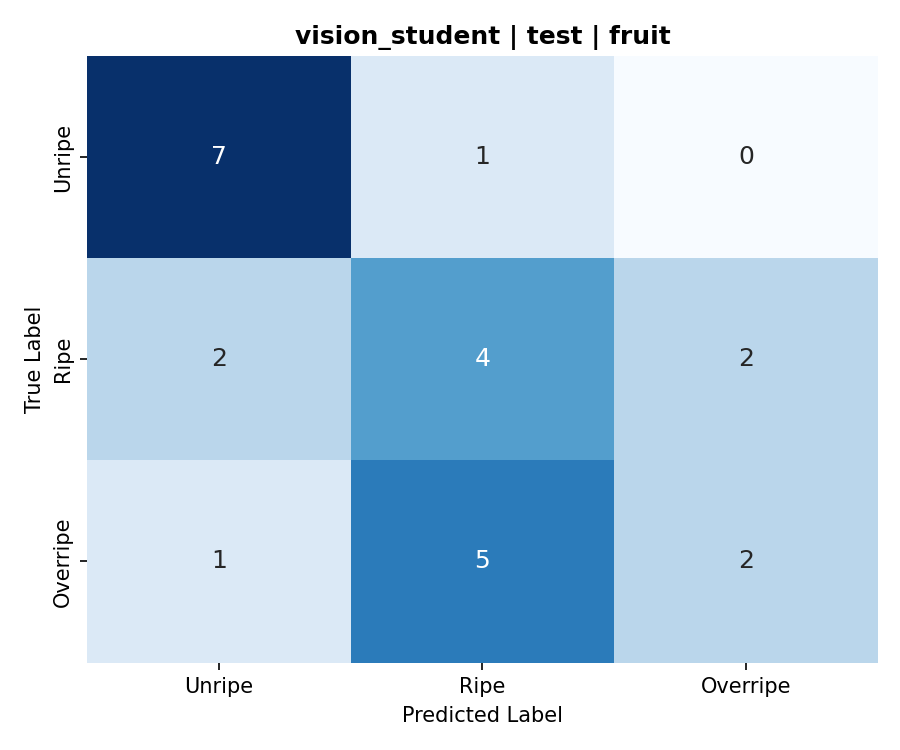 vision_student | test | fruit
True Label
Unripe
7 1 0
Ripe
2 4 2
Overripe
1 5 2
Unripe Ripe Overripe
Predicted Label